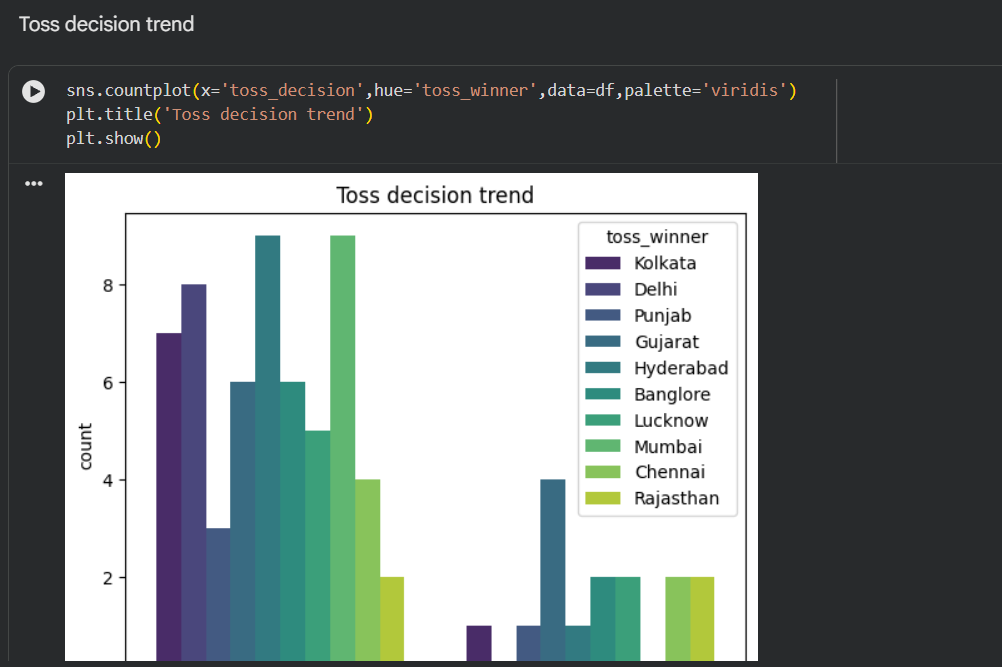 Toss decision trend
sns.countplot(x='toss_decision',hue='toss_winner',data=df,palette='viridis')
plt.title('Toss decision trend')
plt.show()
Toss decision trend
toss_winner
Kolkata
Delhi
Punjab
Gujarat
Hyderabad
Banglore
Lucknow
Mumbai
Chennai
Rajasthan
8
6
4
2
count